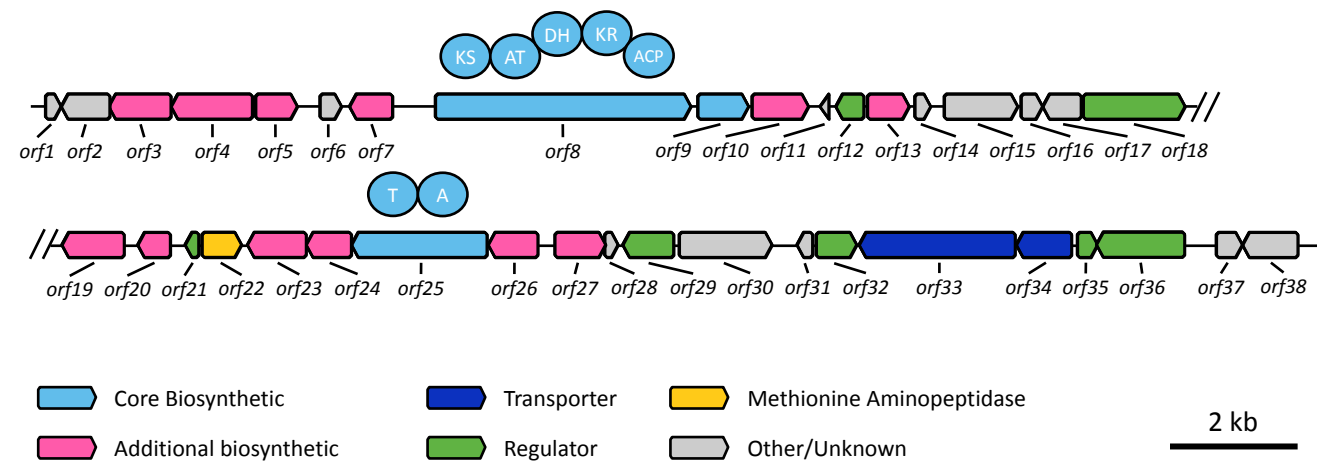 KS AT DH KR ACP
orf1 orf2 orf3 orf4 orf5 orf6 orf7 orf8 orf9 orf10 orf11 orf12 orf13 orf14 orf15 orf16 orf17 orf18
T A
orf19 orf20 orf21 orf22 orf23 orf24 orf25 orf26 orf27 orf28 orf29 orf30 orf31 orf32 orf33 orf34 orf35 orf36 orf37 orf38
Core Biosynthetic Transporter Methionine Aminopeptidase
Additional biosynthetic Regulator Other/Unknown
2 kb